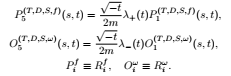 $P_5^{(T,D,S,f)}(s,t) = \frac{\sqrt{-t}}{2m} \lambda_+(t) P_1^{(T,D,S,f)}(s,t),$
$O_5^{(T,D,S,\omega)}(s,t) = \frac{\sqrt{-t}}{2m} \lambda_-(t) O_1^{(T,D,S,\omega)}(s,t),$
$P_i^f \equiv R_i^f, \quad O_i^\omega \equiv R_i^\omega.$